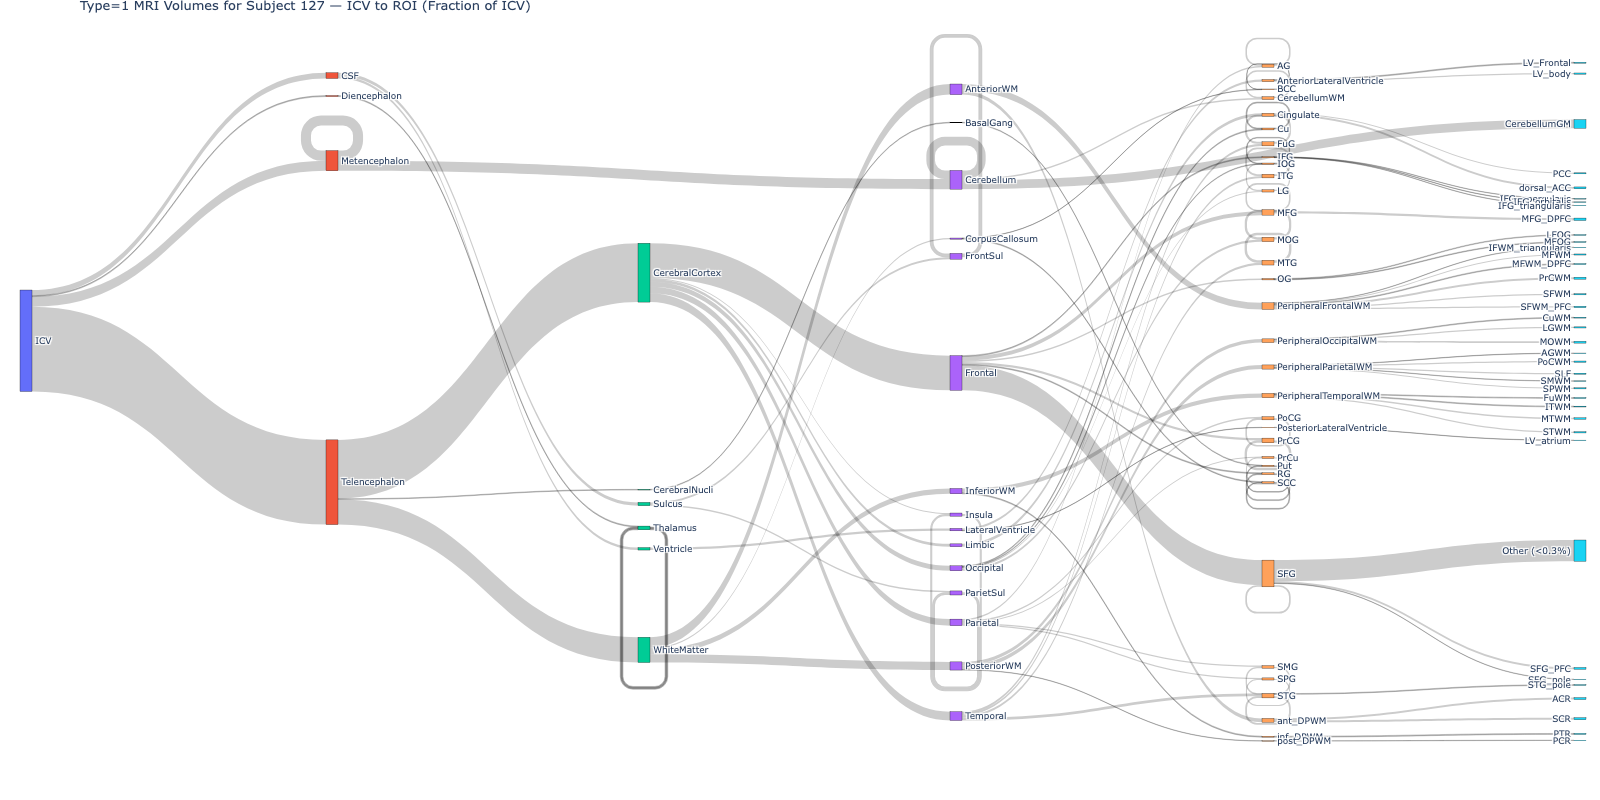 Type=1 MRI Volumes for Subject 127 — ICV to ROI (Fraction of ICV)
ICV
CSF
Diencephalon
Metencephalon
Telencephalon
CerebralCortex
CerebralNucli
Sulcus
Thalamus
Ventricle
WhiteMatter
AnteriorWM
BasalGang
Cerebellum
CorpusCallosum
FrontSul
Frontal
InferiorWM
Insula
LateralVentricle
Limbic
Occipital
ParietSul
Parietal
PosteriorWM
Temporal
AG
AnteriorLateralVentricle
BCC
CerebellumWM
Cingulate
Cu
FuG
IFG
IOG
ITG
LG
MFG
MOG
MTG
OG
PeripheralFrontalWM
PeripheralOccipitalWM
PeripheralParietalWM
PeripheralTemporalWM
PoCG
PosteriorLateralVentricle
PrCG
PrCu
Put
RG
SCC
SFG
SMG
SPG
STG
ant_DPWM
inf_DPWM
post_DPWM
LV_Frontal
LV_body
CerebellumGM
PCC
dorsal_ACC
IFG_triangularis
MFG_DPFC
LFOG
MFOG
IFWM_triangularis
MFWM
MFWM_DPFC
PrCWM
SFWM
SFWM_PFC
CuWM
LGWM
MOWM
AGWM
PoCWM
SLF
SMWM
SPWM
FuWM
ITWM
MTWM
STWM
LV_atrium
Other (<0.3%)
SFG_PFC
SFG_pole
STG_pole
ACR
SCR
PTR
PCR